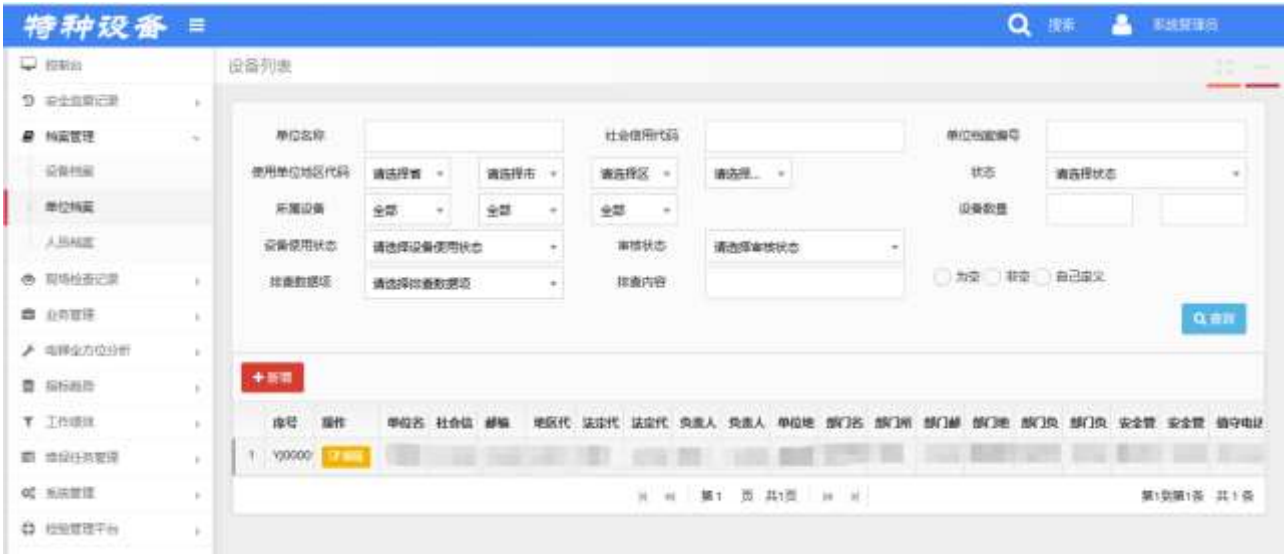 特种设备
搜索
系统管理员
控制台
设备列表
安全监察记录
档案管理
设备档案
单位档案
人员档案
现场检查记录
业务管理
电梯全方位分析
指标趋势
工作绩效
维保任务管理
系统管理
检验管理平台
单位名称 社会信用代码 单位档案编号
使用单位地区代码 请选择省 请选择市 请选择区 请选择... 状态 请选择状态
所属设备 全部 全部 全部 设备数量
设备使用状态 请选择设备使用状态 审核状态 请选择审核状态
排查数据项 请选择排查数据项 排查内容 为空 非空 自己定义
查询
新增
序号 操作 单位名 社会信 邮编 地区代 法定代 法定代 负责人 负责人 单位地 部门名 部门所 部门邮 部门地 部门负 部门负 安全管 安全管 值守电话
1 YJ0000 编辑
第 1 页 共1页 第1到第1条 共 1 条